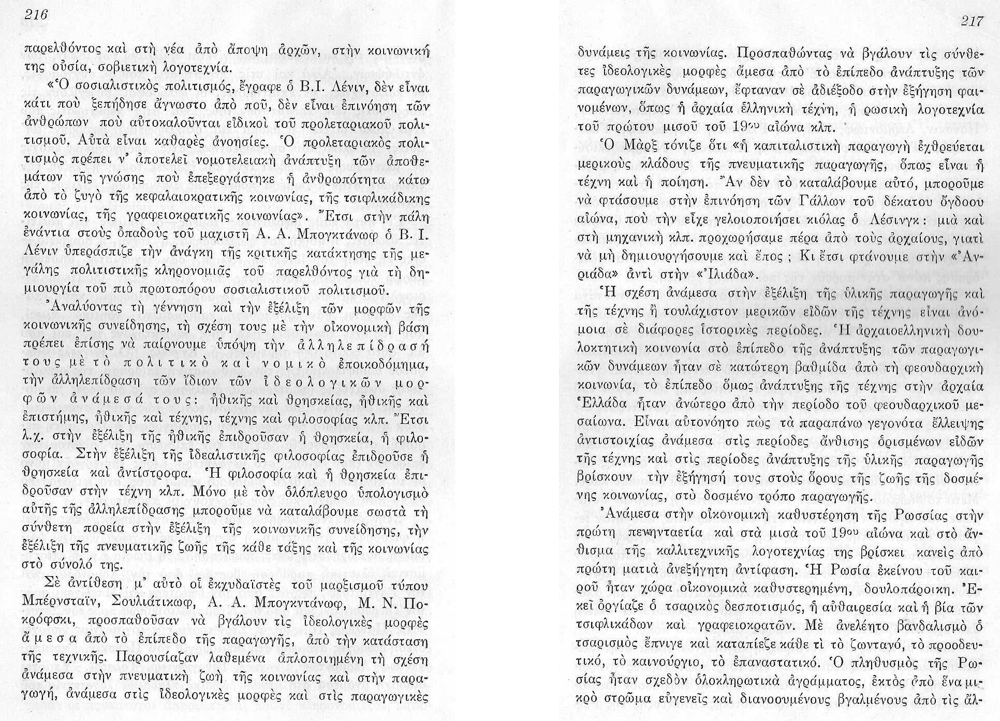 216
παρελθόντος καὶ στὴ νέα ἀπὸ ἄποψη ἀρχῶν, στὴν κοινωνική
της οὐσία, σοβιετικὴ λογοτεχνία.
«Ὁ σοσιαλιστικὸς πολιτισμός, ἔγραφε ὁ Β.Ι. Λένιν, δὲν εἶναι
κάτι ποὺ ξεπήδησε ἄγνωστο ἀπὸ ποῦ, δὲν εἶναι ἐπινόηση τῶν
ἀνθρώπων ποὺ αὐτοκαλοῦνται εἰδικοὶ τοῦ προλεταριακοῦ πολι-
τισμοῦ. Αὐτὰ εἶναι καθαρὲς ἀνοησίες. Ὁ προλεταριακὸς πολι-
τισμὸς πρέπει ν’ ἀποτελεῖ νομοτελειακὴ ἀνάπτυξη τῶν ἀποθε-
μάτων τῆς γνώσης ποὺ ἐπεξεργάστηκε ἡ ἀνθρωπότητα κάτω
ἀπὸ τὸ ζυγὸ τῆς κεφαλαιοκρατικῆς κοινωνίας, τῆς τσιφλικάδικης
κοινωνίας, τῆς γραφειοκρατικῆς κοινωνίας». Ἔτσι στὴν πάλη
ἐνάντια στοὺς ὀπαδοὺς τοῦ μαχιστῆ Α. Α. Μπογκτάνωφ ὁ Β. Ι.
Λένιν ὑπεράσπιζε τὴν ἀνάγκη τῆς κριτικῆς κατάκτησης τῆς με-
γάλης πολιτιστικῆς κληρονομιᾶς τοῦ παρελθόντος γιὰ τὴ δη-
μιουργία τοῦ πιὸ πρωτοπόρου σοσιαλιστικοῦ πολιτισμοῦ.
Ἀναλύοντας τὴ γέννηση καὶ τὴν ἐξέλιξη τῶν μορφῶν τῆς
κοινωνικῆς συνείδησης, τὴ σχέση τους μὲ τὴν οἰκονομικὴ βάση
πρέπει ἐπίσης νὰ παίρνουμε ὑπόψη τὴν ἀλληλεπίδρασή
τους μὲ τὸ πολιτικὸ καὶ νομικὸ ἐποικοδόμημα,
τὴν ἀλληλεπίδραση τῶν ἴδιων τῶν ἰδεολογικῶν μορ-
φῶν ἀνάμεσά τους: ἠθικῆς καὶ θρησκείας, ἠθικῆς καὶ
ἐπιστήμης, ἠθικῆς καὶ τέχνης, τέχνης καὶ φιλοσοφίας κλπ. Ἔτσι
λ.χ. στὴν ἐξέλιξη τῆς ἠθικῆς ἐπιδροῦσαν ἡ θρησκεία, ἡ φιλο-
σοφία. Στὴν ἐξέλιξη τῆς ἰδεαλιστικῆς φιλοσοφίας ἐπιδροῦσε ἡ
θρησκεία καὶ ἀντίστροφα. Ἡ φιλοσοφία καὶ ἡ θρησκεία ἐπι-
δροῦσαν στὴν τέχνη κλπ. Μόνο μὲ τὸν ὁλόπλευρο ὑπολογισμὸ
αὐτῆς τῆς ἀλληλεπίδρασης μποροῦμε νὰ καταλάβουμε σωστὰ τὴ
σύνθετη πορεία στὴν ἐξέλιξη τῆς κοινωνικῆς συνείδησης, τὴν
ἐξέλιξη τῆς πνευματικῆς ζωῆς τῆς κάθε τάξης καὶ τῆς κοινωνίας
στὸ σύνολό της.
Σὲ ἀντίθεση μ’ αὐτὸ οἱ ἐκχυδαϊστὲς τοῦ μαρξισμοῦ τύπου
Μπέρνσταϊν, Σουλιάτικωφ, Α. Α. Μπογκντάνωφ, Μ. Ν. Πο-
κρόφσκι, προσπαθοῦσαν νὰ βγάλουν τὶς ἰδεολογικὲς μορφὲς
ἄμεσα ἀπὸ τὸ ἐπίπεδο τῆς παραγωγῆς, ἀπὸ τὴν κατάσταση
τῆς τεχνικῆς. Παρουσίαζαν λαθεμένα ἁπλοποιημένη τὴ σχέση
ἀνάμεσα στὴν πνευματικὴ ζωὴ τῆς κοινωνίας καὶ στὴν παρα-
γωγή, ἀνάμεσα στὶς ἰδεολογικὲς μορφὲς καὶ στὶς παραγωγικὲς
217
δυνάμεις τῆς κοινωνίας. Προσπαθώντας νὰ βγάλουν τὶς σύνθε-
τες ἰδεολογικὲς μορφὲς ἄμεσα ἀπὸ τὸ ἐπίπεδο ἀνάπτυξης τῶν
παραγωγικῶν δυνάμεων, ἔφταναν σὲ ἀδιέξοδο στὴν ἐξήγηση φαι-
νομένων, ὅπως ἡ ἀρχαία ἑλληνικὴ τέχνη, ἡ ρωσικὴ λογοτεχνία
τοῦ πρώτου μισοῦ τοῦ 19ου αἰώνα κλπ.
Ὁ Μὰρξ τόνιζε ὅτι «ἡ καπιταλιστικὴ παραγωγὴ ἐχθρεύεται
μερικοὺς κλάδους τῆς πνευματικῆς παραγωγῆς, ὅπως εἶναι ἡ
τέχνη καὶ ἡ ποίηση. Ἂν δὲν τὸ καταλάβουμε αὐτό, μποροῦμε
νὰ φτάσουμε στὴν ἐπινόηση τῶν Γάλλων τοῦ δέκατου ὄγδοου
αἰώνα, ποὺ τὴν εἶχε γελοιοποιήσει κιόλας ὁ Λέσινγκ: μιὰ καὶ
στὴ μηχανικὴ κλπ. προχωρήσαμε πέρα ἀπὸ τοὺς ἀρχαίους, γιατὶ
νὰ μὴ δημιουργήσουμε καὶ ἔπος; Κι ἔτσι φτάνουμε στὴν «Ἀν-
ριάδα» ἀντὶ στὴν «Ἰλιάδα».
Ἡ σχέση ἀνάμεσα στὴν ἐξέλιξη τῆς ὑλικῆς παραγωγῆς καὶ
τῆς τέχνης ἢ τουλάχιστον μερικῶν εἰδῶν τῆς τέχνης εἶναι ἀνό-
μοια σὲ διάφορες ἱστορικὲς περίοδες. Ἡ ἀρχαιοελληνικὴ δου-
λοκτητικὴ κοινωνία στὸ ἐπίπεδο τῆς ἀνάπτυξης τῶν παραγωγι-
κῶν δυνάμεων ἦταν σὲ κατώτερη βαθμίδα ἀπὸ τὴ φεουδαρχικὴ
κοινωνία, τὸ ἐπίπεδο ὅμως ἀνάπτυξης τῆς τέχνης στὴν ἀρχαία
Ἑλλάδα ἦταν ἀνώτερο ἀπὸ τὴν περίοδο τοῦ φεουδαρχικοῦ με-
σαίωνα. Εἶναι αὐτονόητο πὼς τὰ παραπάνω γεγονότα ἔλλειψης
ἀντιστοιχίας ἀνάμεσα στὶς περίοδες ἄνθισης ὁρισμένων εἰδῶν
τῆς τέχνης καὶ στὶς περίοδες ἀνάπτυξης τῆς ὑλικῆς παραγωγῆς
βρίσκουν τὴν ἐξήγησή τους στοὺς ὅρους τῆς ζωῆς τῆς δοσμέ-
νης κοινωνίας, στὸ δοσμένο τρόπο παραγωγῆς.
Ἀνάμεσα στὴν οἰκονομικὴ καθυστέρηση τῆς Ρωσσίας στὴν
πρώτη πενηνταετία καὶ στὰ μισὰ τοῦ 19ου αἰώνα καὶ στὸ ἄν-
θισμα τῆς καλλιτεχνικῆς λογοτεχνίας της βρίσκει κανεὶς ἀπὸ
πρώτη ματιὰ ἀνεξήγητη ἀντίφαση. Ἡ Ρωσία ἐκείνου τοῦ και-
ροῦ ἦταν χώρα οἰκονομικὰ καθυστερημένη, δουλοπάροικη. Ἐ-
κεῖ ὀργίαζε ὁ τσαρικὸς δεσποτισμός, ἡ αὐθαιρεσία καὶ ἡ βία τῶν
τσιφλικάδων καὶ γραφειοκρατῶν. Μὲ ἀνελέητο βανδαλισμὸ ὁ
τσαρισμὸς ἔπνιγε καὶ καταπίεζε κάθε τὶ τὸ ζωντανό, τὸ προοδευ-
τικό, τὸ καινούργιο, τὸ ἐπαναστατικό. Ὁ πληθυσμὸς τῆς Ρω-
σίας ἦταν σχεδὸν ὁλοκληρωτικὰ ἀγράμματος, ἐκτὸς ἀπὸ ἕνα μι-
κρὸ στρῶμα εὐγενεῖς καὶ διανοουμένους βγαλμένους ἀπὸ τὶς ἄλ-